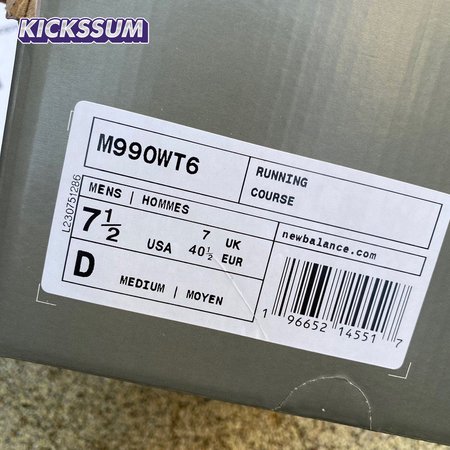 KICKSSUM
M990WT6
RUNNING
COURSE
MENS | HOMMES
7½ USA
7 UK
40½ EUR
D
MEDIUM | MOYEN
newbalance.com
1 96652 14551 7
L230751286